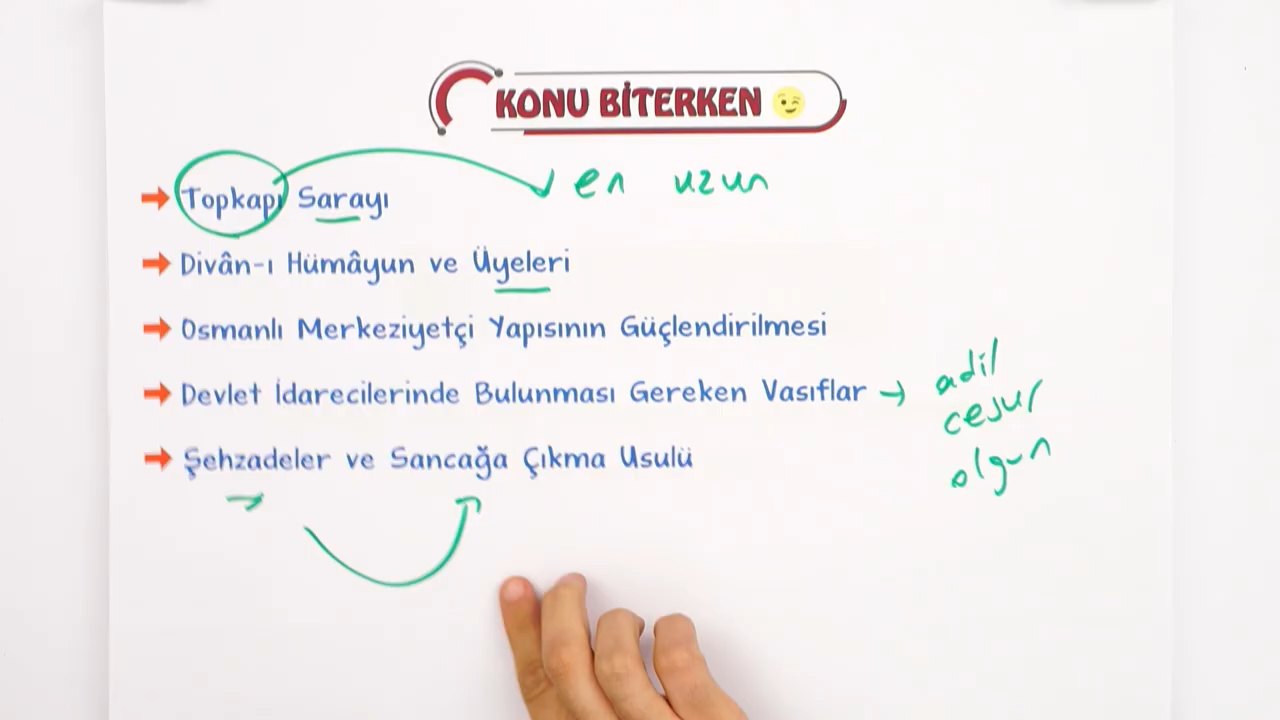 KONU BİTERKEN
Topkapı Sarayı en uzun
Divân-ı Hümâyun ve Üyeleri
Osmanlı Merkeziyetçi Yapısının Güçlendirilmesi
Devlet İdarecilerinde Bulunması Gereken Vasıflar → adil
cesur
olgun
Şehzadeler ve Sancağa Çıkma Usulü